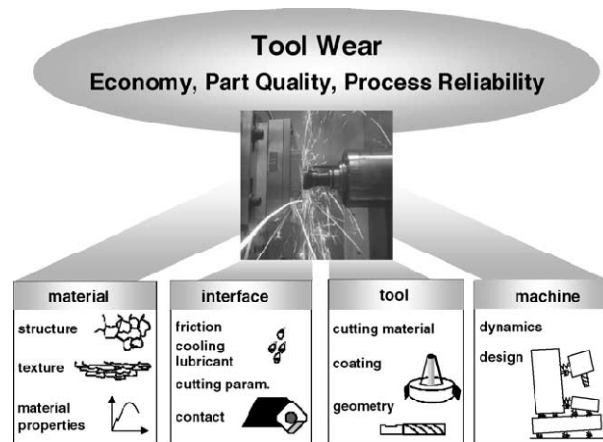 Tool Wear
Economy, Part Quality, Process Reliability
material
structure
texture
material
properties
interface
friction
cooling
lubricant
cutting param.
contact
tool
cutting material
coating
geometry
machine
dynamics
design